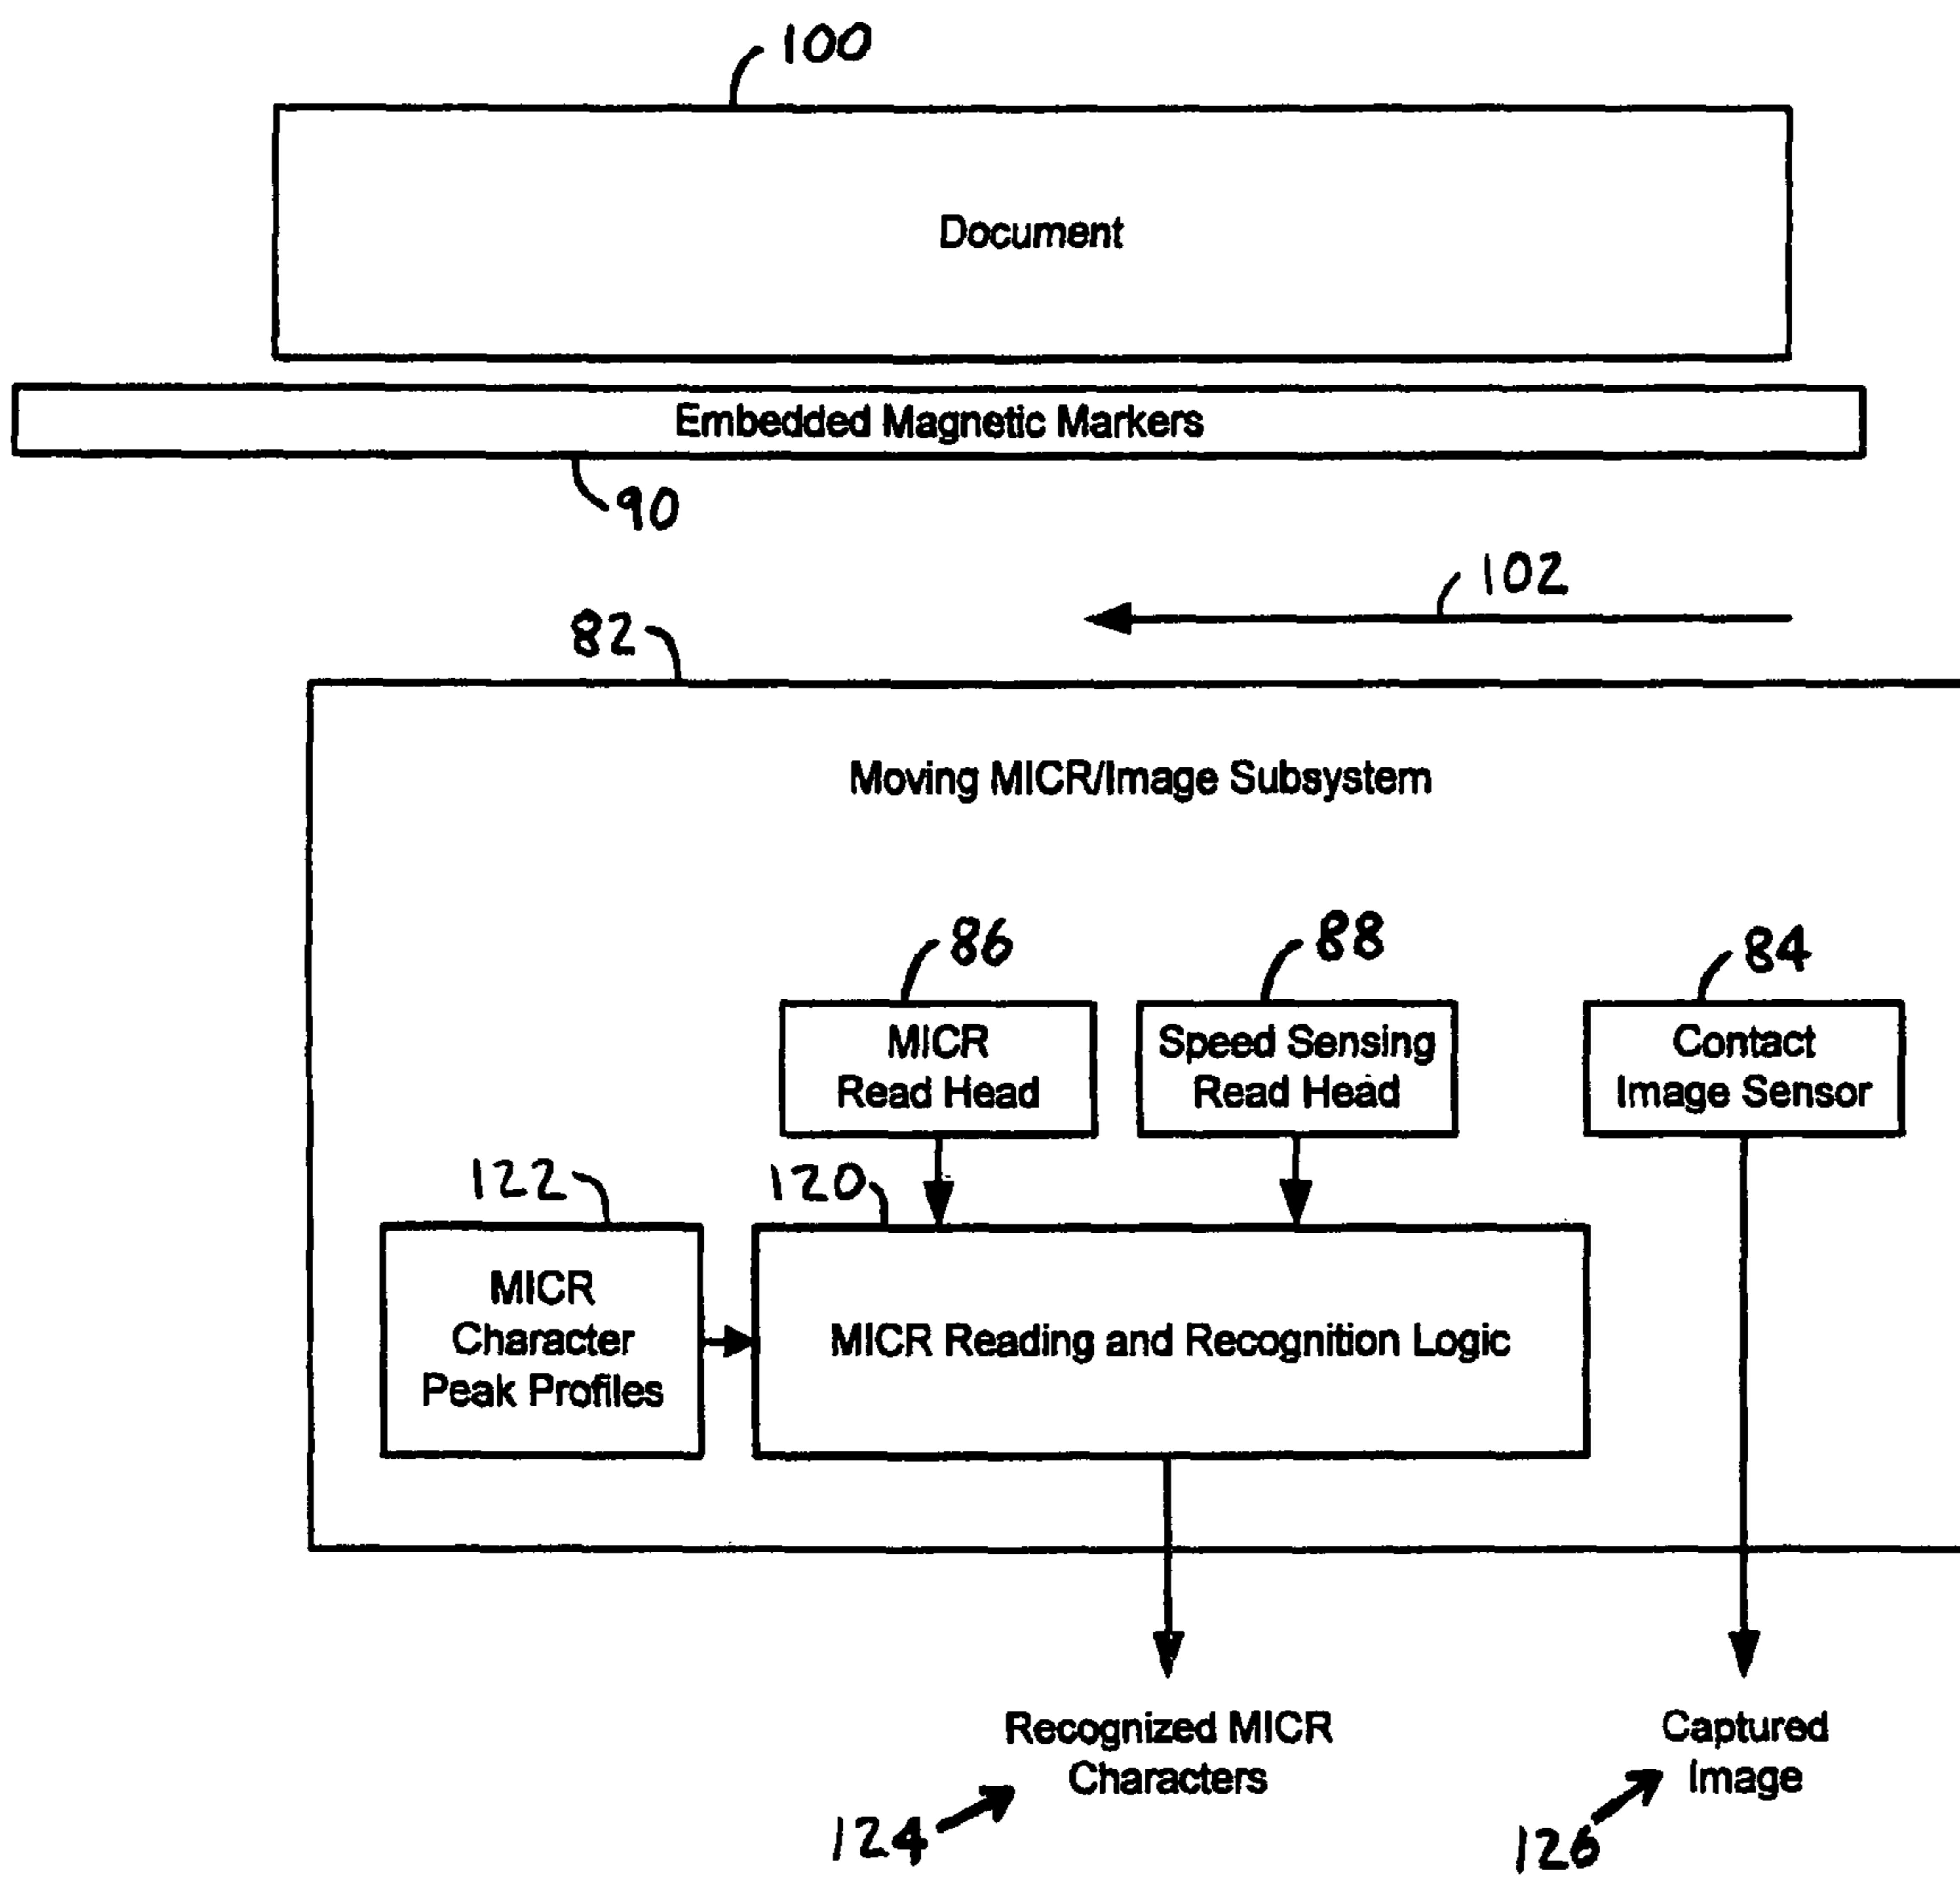 100
Document
Embedded Magnetic Markers
90
102
82
Moving MICR/Image Subsystem
86
88
84
MICR
Read Head
Speed Sensing
Read Head
Contact
Image Sensor
122
120
MICR
Character
Peak Profiles
MICR Reading and Recognition Logic
Recognized MICR
Characters
Captured
Image
124
126